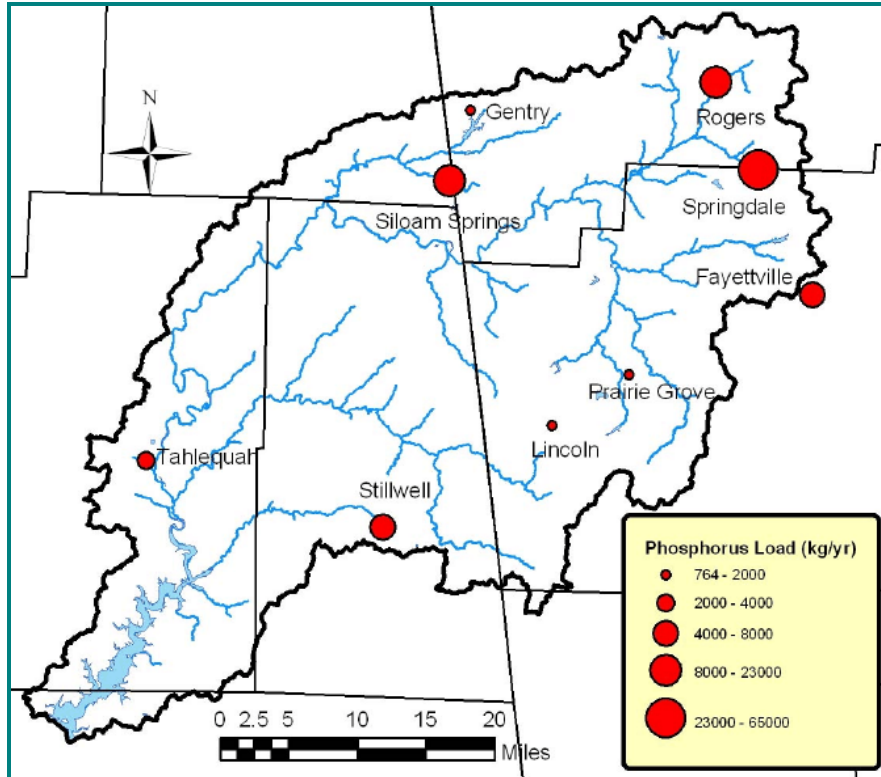 N
Gentry
Rogers
Siloam Springs
Springdale
Fayettville
Prairie Grove
Lincoln
Tahlequah
Stillwell
Phosphorus Load (kg/yr)
764 - 2000
2000 - 4000
4000 - 8000
8000 - 23000
23000 - 65000
0 2.5 5 10 15 20
Miles